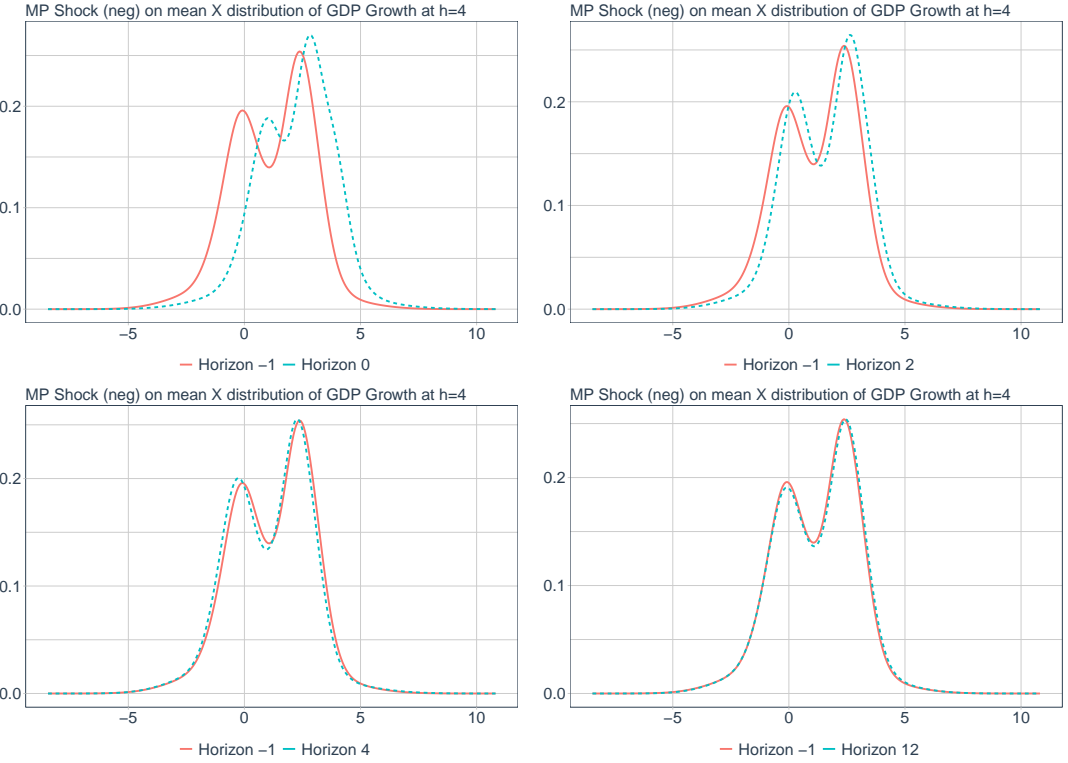 MP Shock (neg) on mean X distribution of GDP Growth at h=4
0.2
0.1
0.0
−5 0 5 10
Horizon −1 Horizon 0
MP Shock (neg) on mean X distribution of GDP Growth at h=4
0.2
0.1
0.0
−5 0 5 10
Horizon −1 Horizon 2
MP Shock (neg) on mean X distribution of GDP Growth at h=4
0.2
0.1
0.0
−5 0 5 10
Horizon −1 Horizon 4
MP Shock (neg) on mean X distribution of GDP Growth at h=4
0.2
0.1
0.0
−5 0 5 10
Horizon −1 Horizon 12